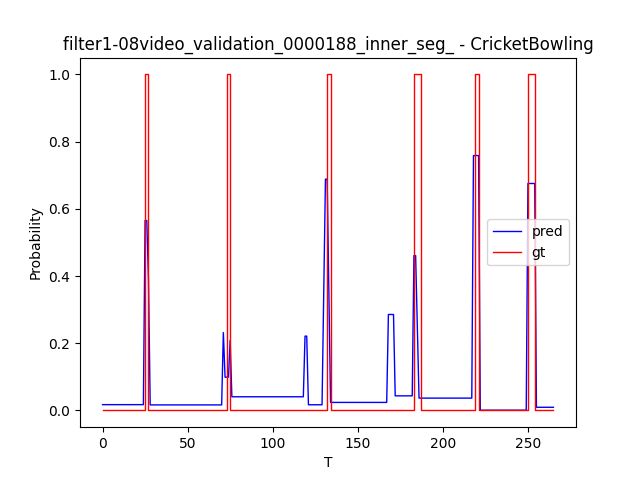 filter1-08video_validation_0000188_inner_seg_ - CricketBowling
1.0
0.8
0.6
0.4
0.2
0.0
Probability
pred
gt
0 50 100 150 200 250
T